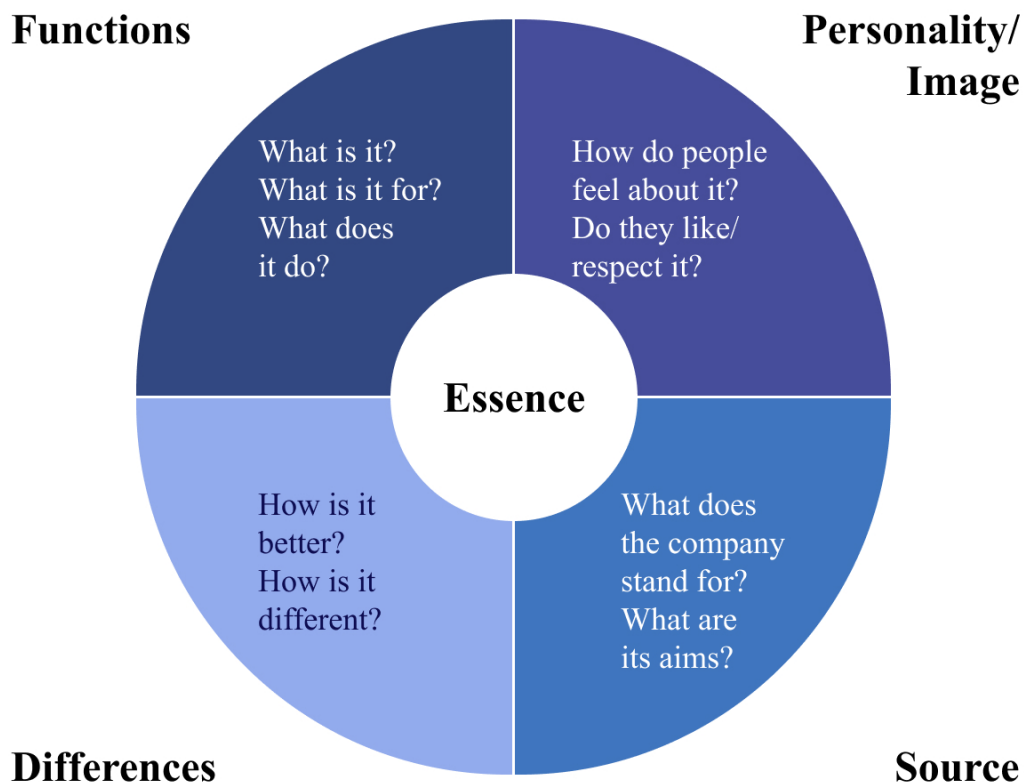 Functions
Personality/
Image
What is it?
What is it for?
What does
it do?
How do people
feel about it?
Do they like/
respect it?
Essence
How is it
better?
How is it
different?
What does
the company
stand for?
What are
its aims?
Differences
Source